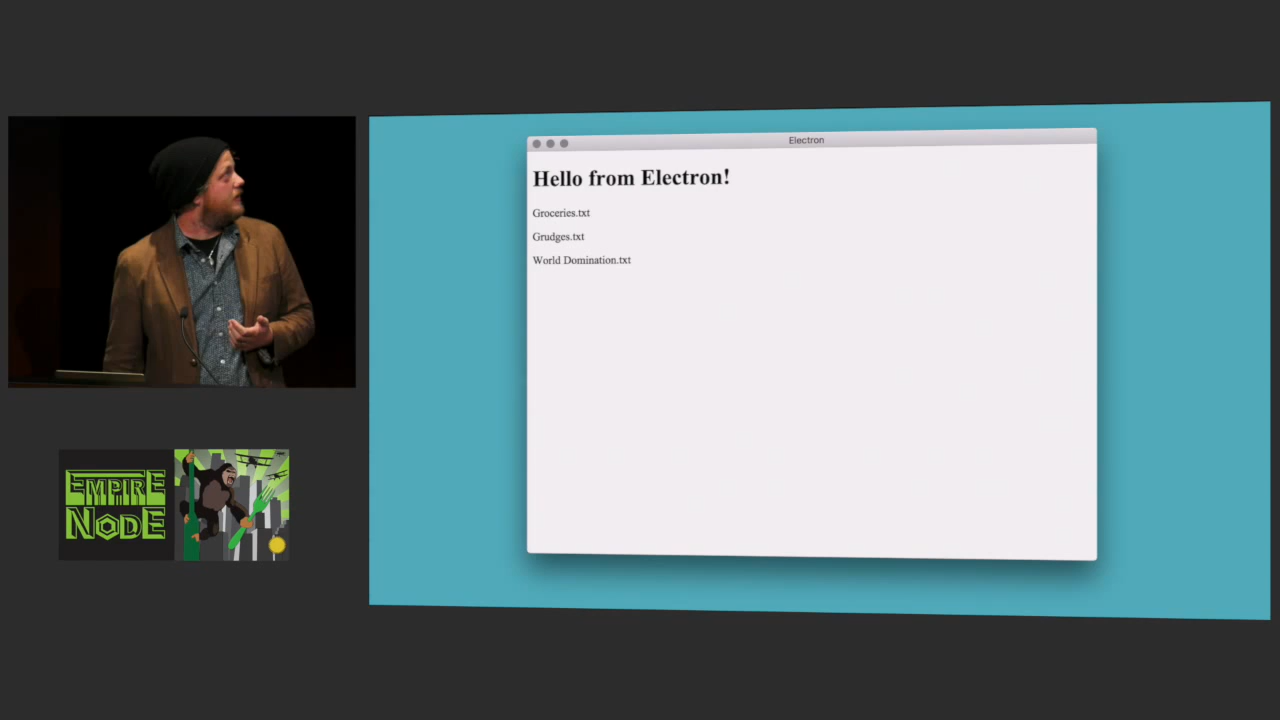 Electron
Hello from Electron!
Groceries.txt
Grudges.txt
World Domination.txt
EMPIRE
NODE